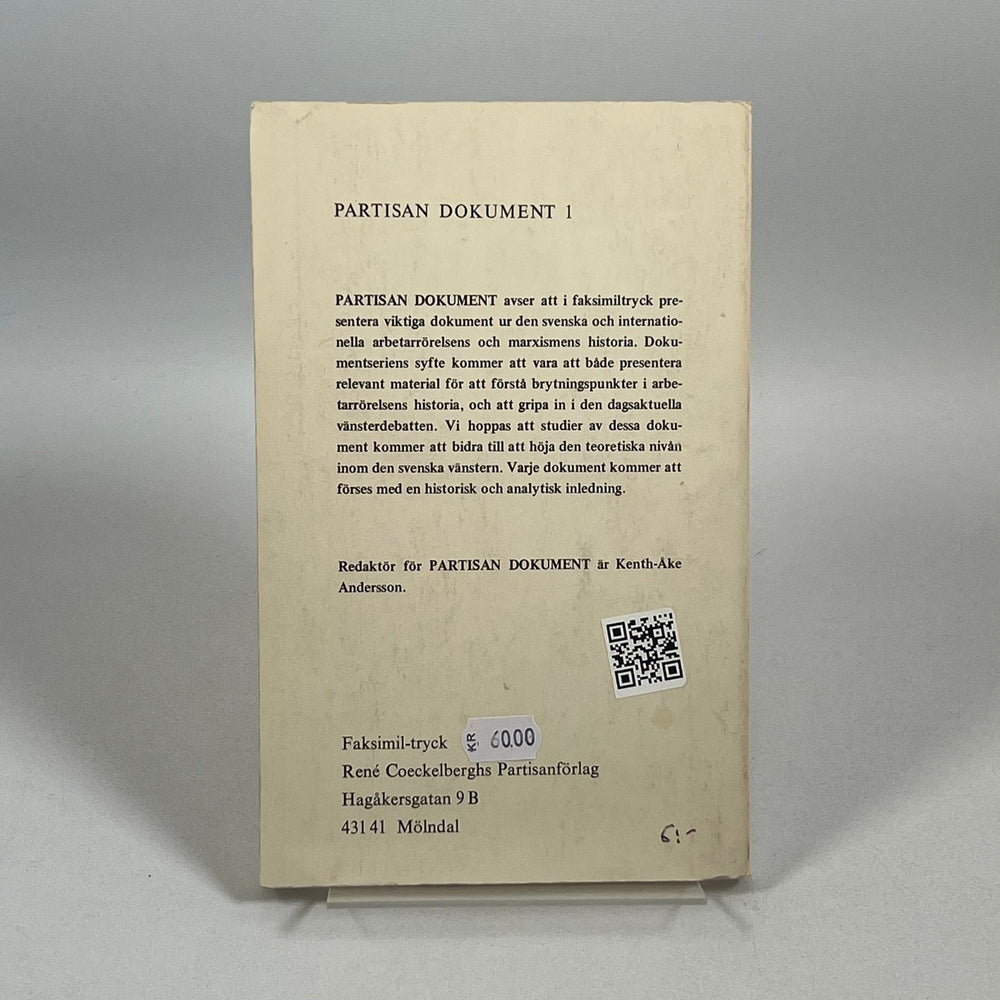 PARTISAN DOKUMENT 1
PARTISAN DOKUMENT avser att i faksimiltryck pre-
sentera viktiga dokument ur den svenska och internatio-
nella arbetarrörelsens och marxismens historia. Doku-
mentseriens syfte kommer att vara att både presentera
relevant material för att förstå brytningspunkter i arbe-
tarrörelsens historia, och att gripa in i den dagsaktuella
vänsterdebatten. Vi hoppas att studier av dessa doku-
ment kommer att bidra till att höja den teoretiska nivån
inom den svenska vänstern. Varje dokument kommer att
förses med en historisk och analytisk inledning.
Redaktör för PARTISAN DOKUMENT är Kenth-Åke
Andersson.
Faksimil-tryck
KR 60.00
René Coeckelberghs Partisanförlag
Hagåkersgatan 9 B
431 41 Mölndal
6:-